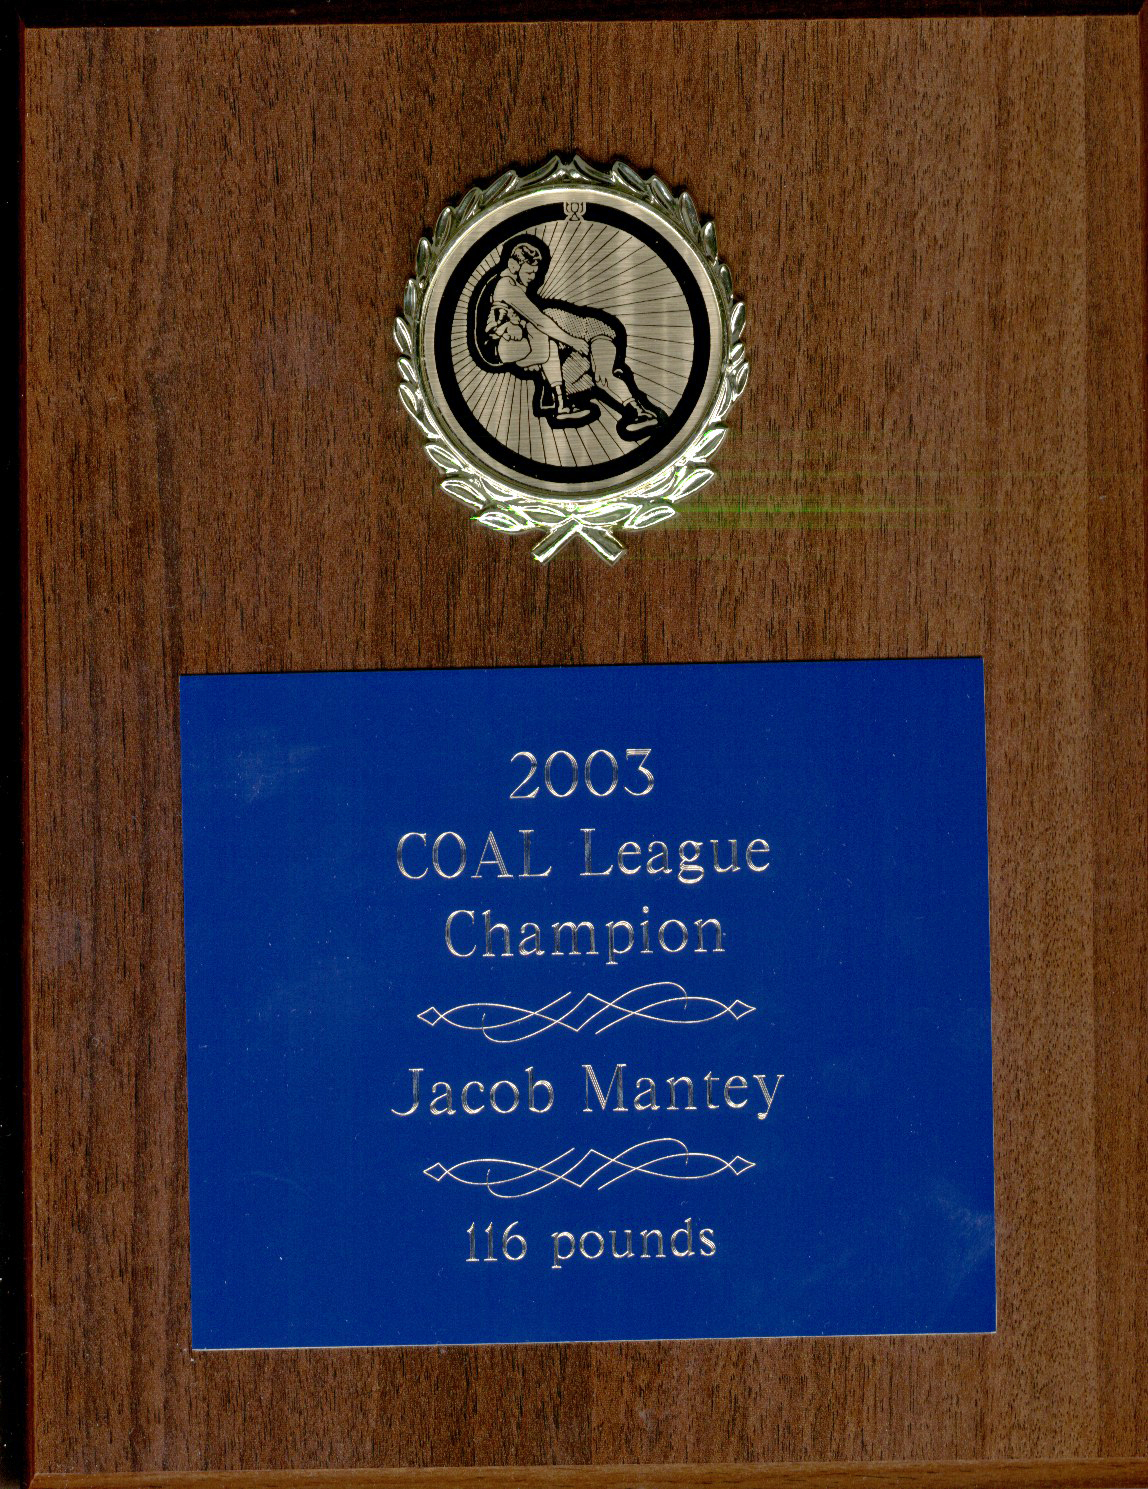 2003
COAL League
Champion
Jacob Mantey
116 pounds